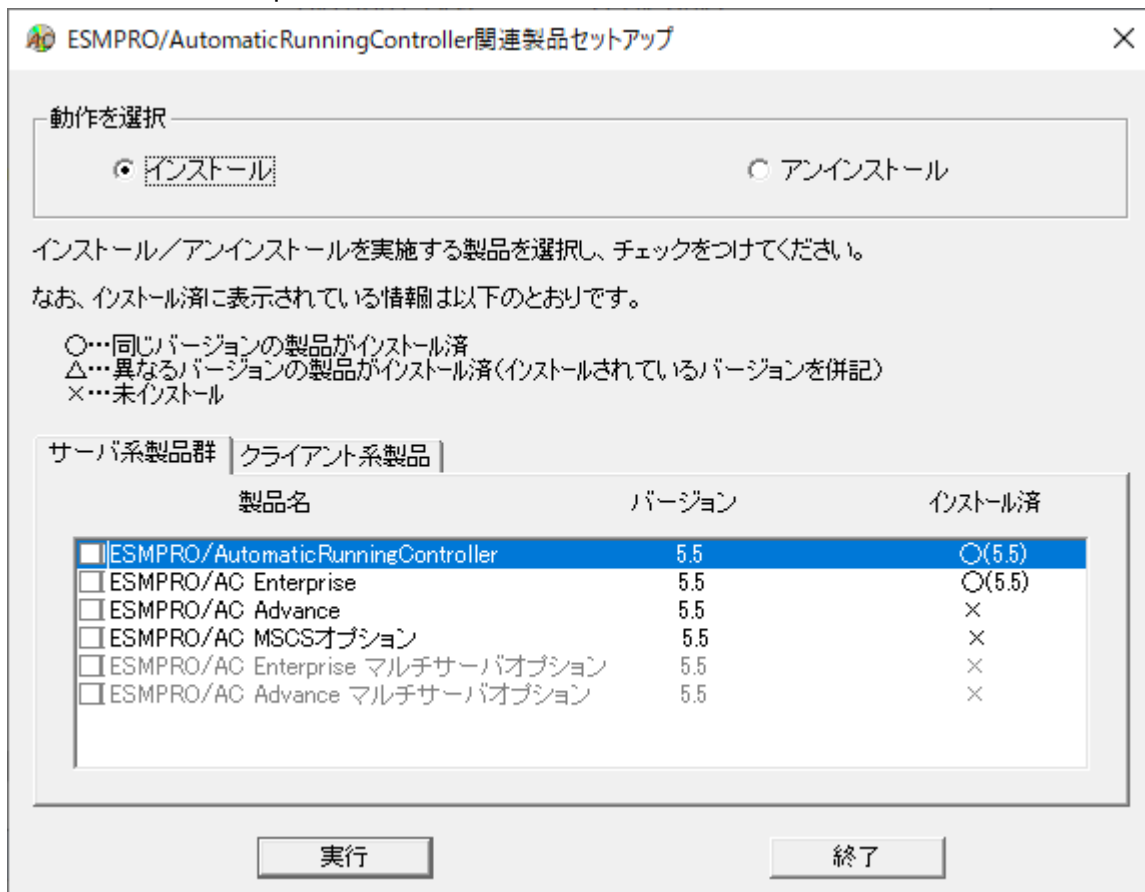 ESMPRO/AutomaticRunningController関連製品セットアップ
動作を選択
インストール
アンインストール
インストール/アンインストールを実施する製品を選択し、チェックをつけてください。
なお、インストール済に表示されている情報は以下のとおりです。
○…同じバージョンの製品がインストール済
△…異なるバージョンの製品がインストール済(インストールされているバージョンを併記)
×…未インストール
サーバ系製品群 クライアント系製品
製品名 バージョン インストール済
ESMPRO/AutomaticRunningController 5.5 ○(5.5)
ESMPRO/AC Enterprise 5.5 ○(5.5)
ESMPRO/AC Advance 5.5 ×
ESMPRO/AC MSCSオプション 5.5 ×
ESMPRO/AC Enterprise マルチサーバオプション 5.5 ×
ESMPRO/AC Advance マルチサーバオプション 5.5 ×
実行 終了